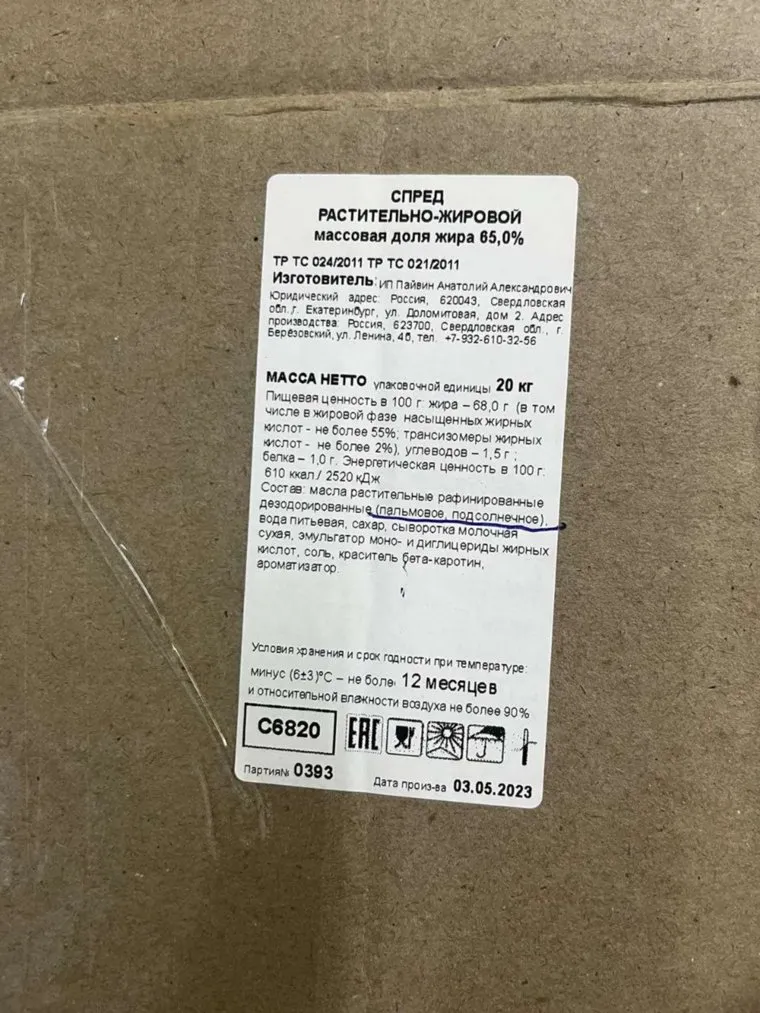 СПРЕД
РАСТИТЕЛЬНО-ЖИРОВОЙ
массовая доля жира 65,0%
ТР ТС 024/2011 ТР ТС 021/2011
Изготовитель: ИП Пайвин Анатолий Александрович
Юридический адрес: Россия, 620043, Свердловская
обл.,г. Екатеринбург, ул. Доломитовая, дом 2. Адрес
производства: Россия, 623700, Свердловская обл., г.
Берёзовский, ул. Ленина, 46, тел. +7-932-610-32-56
МАССА НЕТТО упаковочной единицы 20 кг
Пищевая ценность в 100 г: жира – 68,0 г (в том
числе в жировой фазе насыщенных жирных
кислот - не более 55%; трансизомеры жирных
кислот - не более 2%), углеводов – 1,5 г ;
белка – 1,0 г. Энергетическая ценность в 100 г:
610 ккал / 2520 кДж
Состав: масла растительные рафинированные
дезодорированные (пальмовое, подсолнечное),
вода питьевая, сахар, сыворотка молочная
сухая, эмульгатор моно- и диглицериды жирных
кислот, соль, краситель бета-каротин,
ароматизатор.
Условия хранения и срок годности при температуре:
минус (6±3)°С – не боле 12 месяцев
и относительной влажности воздуха не более 90%
С6820 ЕАС
Партия№ 0393
Дата произ-ва 03.05.2023